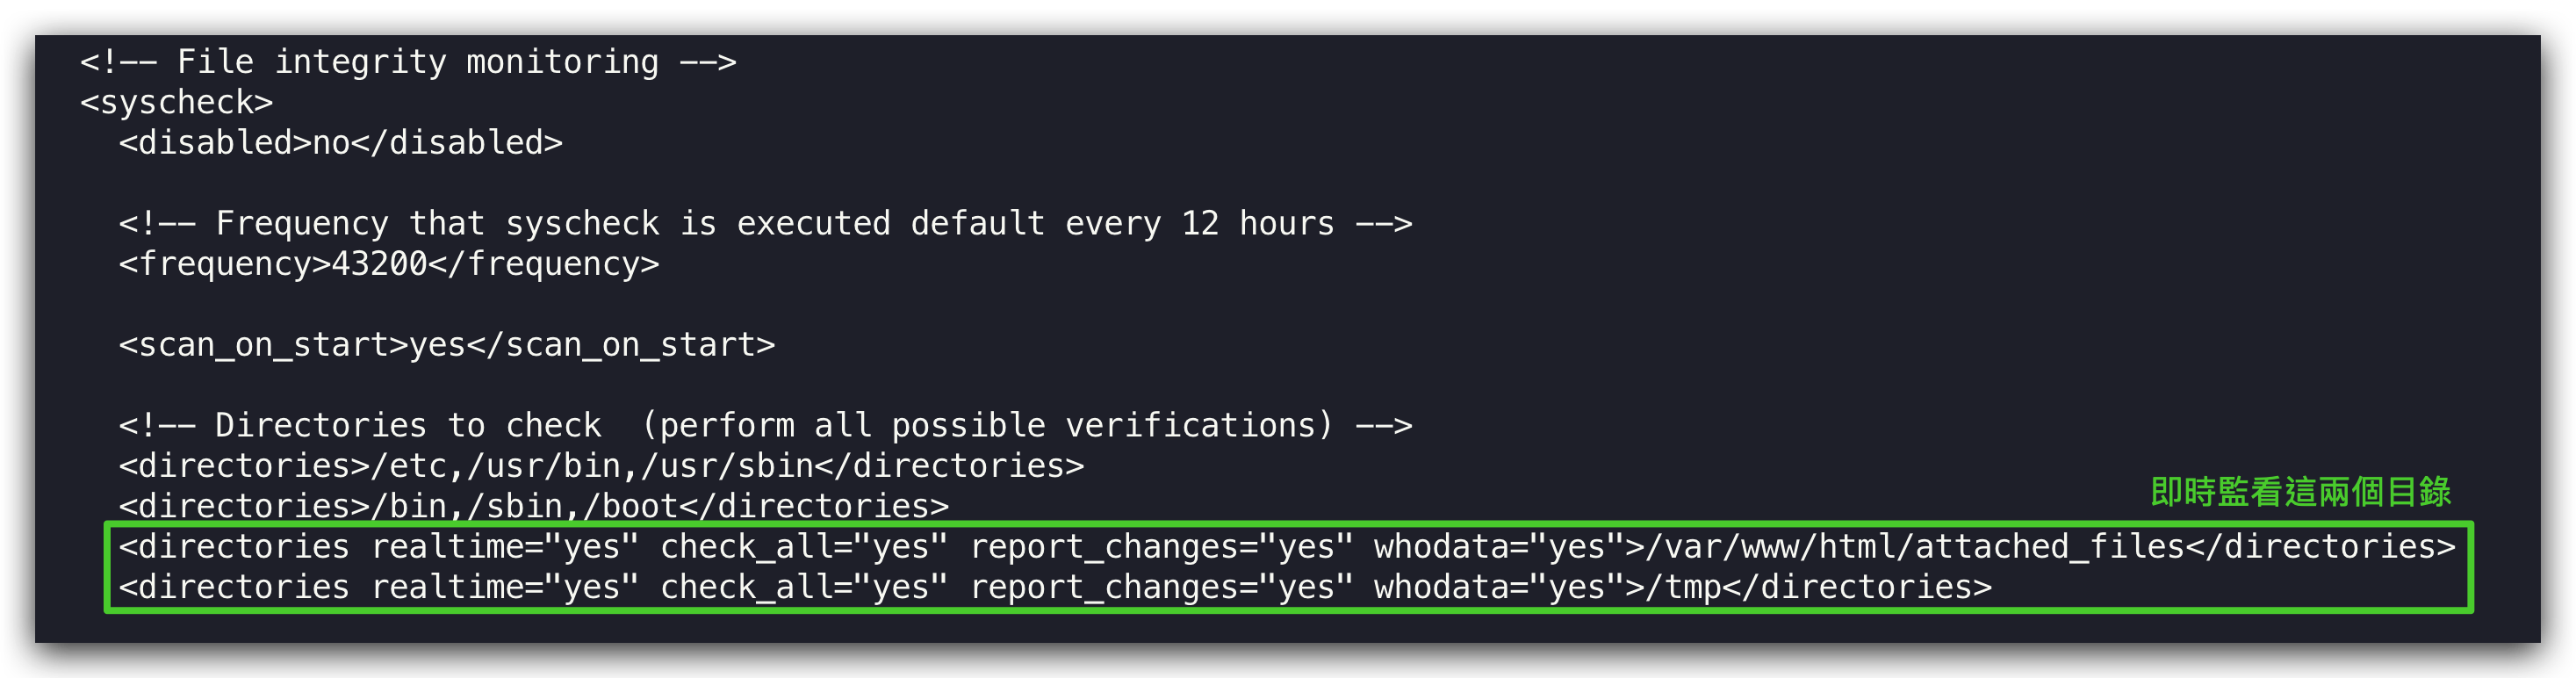 <!-- File integrity monitoring -->
<syscheck>
<disabled>no</disabled>
<!-- Frequency that syscheck is executed default every 12 hours -->
<frequency>43200</frequency>
<scan_on_start>yes</scan_on_start>
<!-- Directories to check  (perform all possible verifications) -->
<directories>/etc,/usr/bin,/usr/sbin</directories>
即時監看這兩個目錄
<directories>/bin,/sbin,/boot</directories>
<directories realtime="yes" check_all="yes" report_changes="yes" whodata="yes">/var/www/html/attached_files</directories>
<directories realtime="yes" check_all="yes" report_changes="yes" whodata="yes">/tmp</directories>